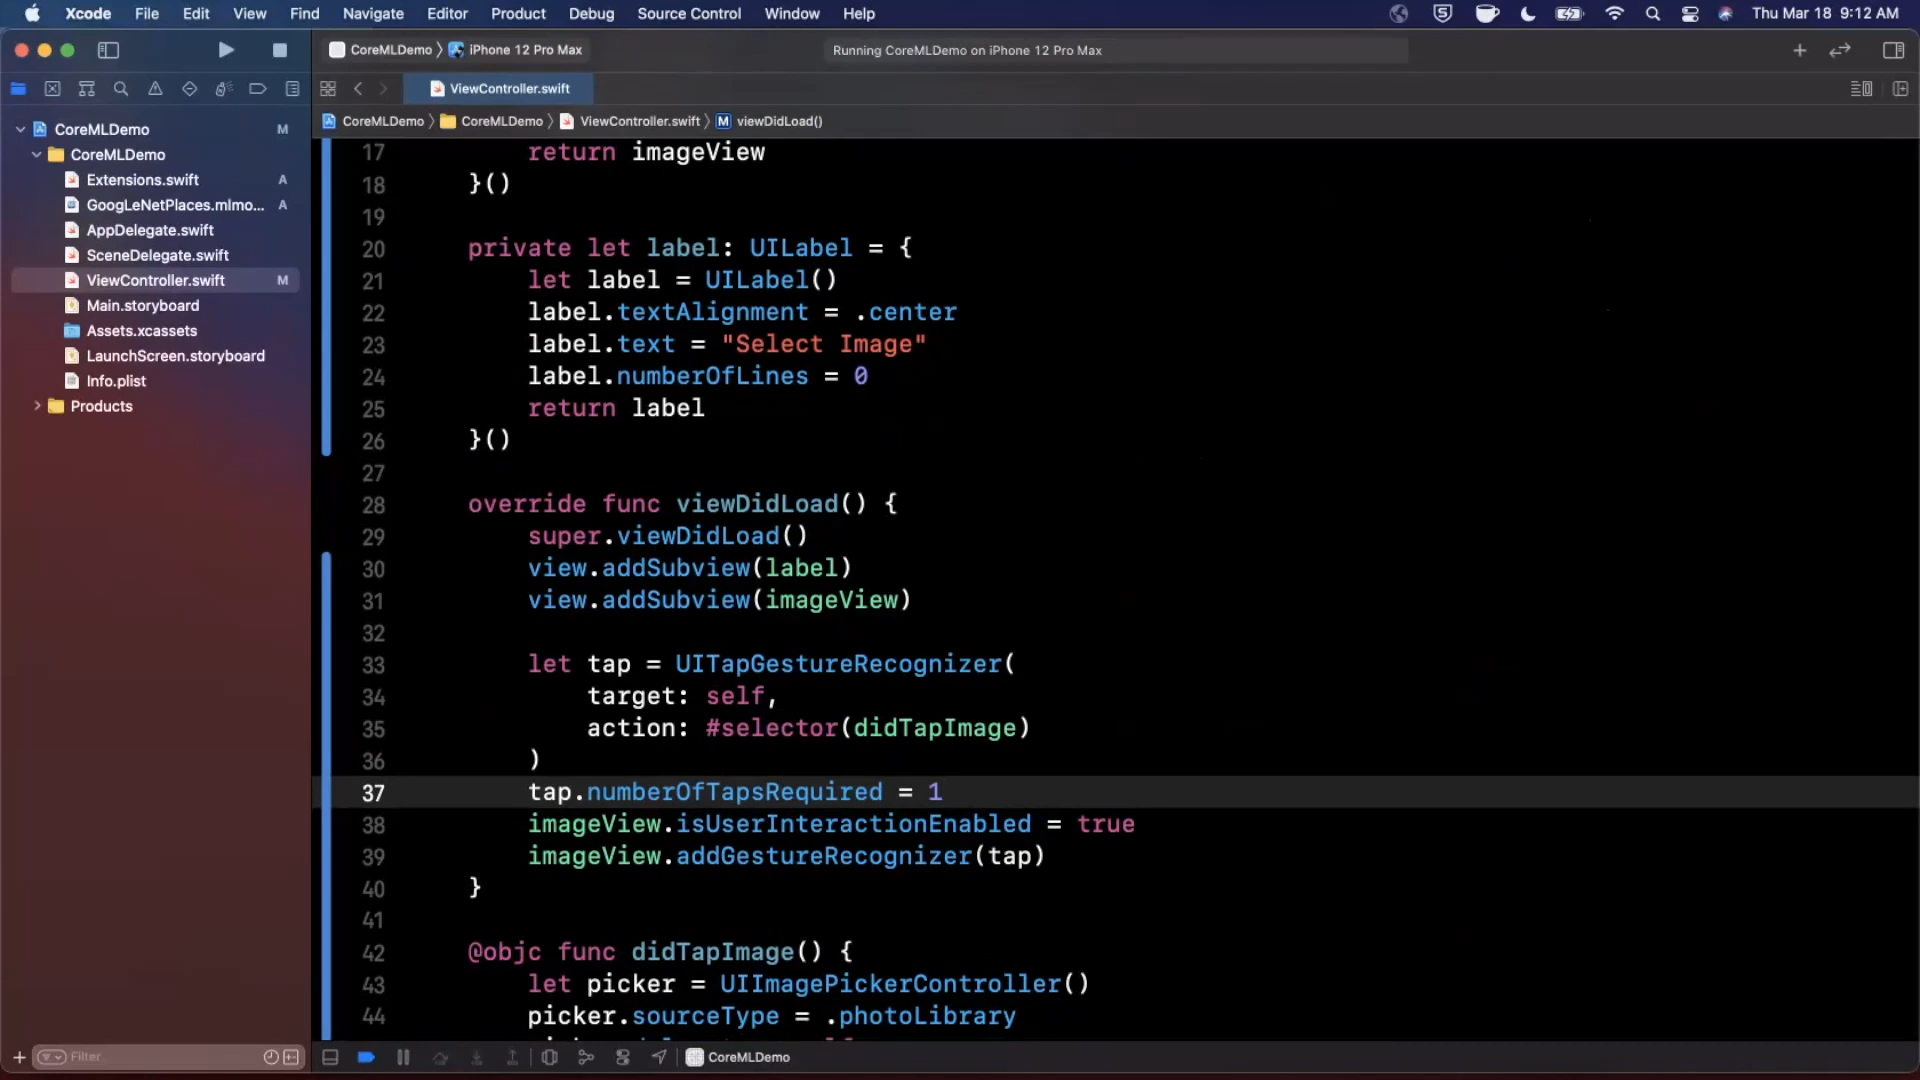 Xcode File Edit View Find Navigate Editor Product Debug Source Control Window Help Thu Mar 18 9:12 AM
CoreMLDemo iPhone 12 Pro Max Running CoreMLDemo on iPhone 12 Pro Max
ViewController.swift
CoreMLDemo CoreMLDemo ViewController.swift M viewDidLoad()
CoreMLDemo M
CoreMLDemo
Extensions.swift A
GoogLeNetPlaces.mlmo... A
AppDelegate.swift
SceneDelegate.swift
ViewController.swift M
Main.storyboard
Assets.xcassets
LaunchScreen.storyboard
Info.plist
Products
Filter
17 return imageView
18 }()
19
20 private let label: UILabel = {
21 let label = UILabel()
22 label.textAlignment = .center
23 label.text = "Select Image"
24 label.numberOfLines = 0
25 return label
26 }()
27
28 override func viewDidLoad() {
29 super.viewDidLoad()
30 view.addSubview(label)
31 view.addSubview(imageView)
32
33 let tap = UITapGestureRecognizer(
34 target: self,
35 action: #selector(didTapImage)
36 )
37 tap.numberOfTapsRequired = 1
38 imageView.isUserInteractionEnabled = true
39 imageView.addGestureRecognizer(tap)
40 }
41
42 @objc func didTapImage() {
43 let picker = UIImagePickerController()
44 picker.sourceType = .photoLibrary
CoreMLDemo